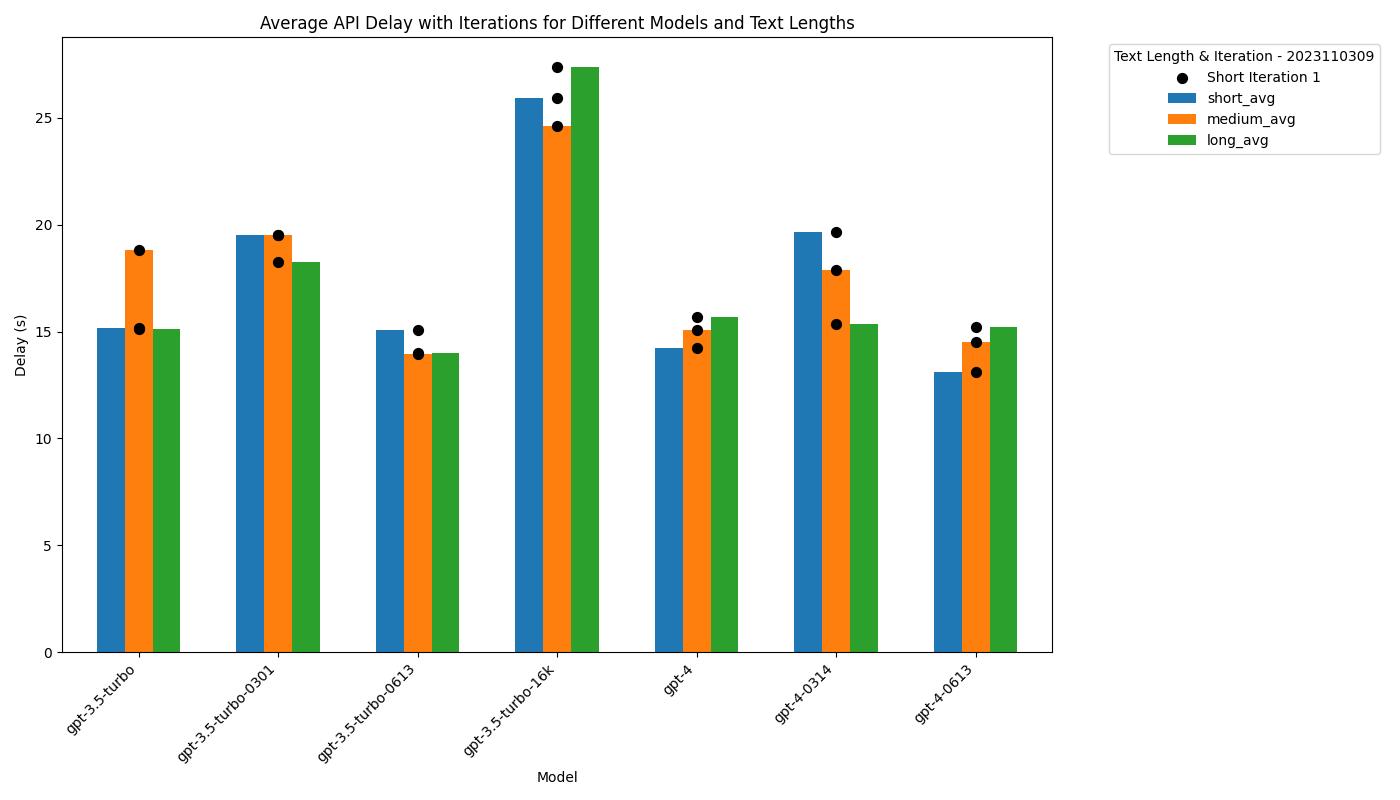 Average API Delay with Iterations for Different Models and Text Lengths
Text Length & Iteration - 2023110309
Short Iteration 1
short_avg
medium_avg
long_avg
Delay (s)
25
20
15
10
5
0
gpt-3.5-turbo
gpt-3.5-turbo-0301
gpt-3.5-turbo-0613
gpt-3.5-turbo-16k
gpt-4
gpt-4-0314
gpt-4-0613
Model